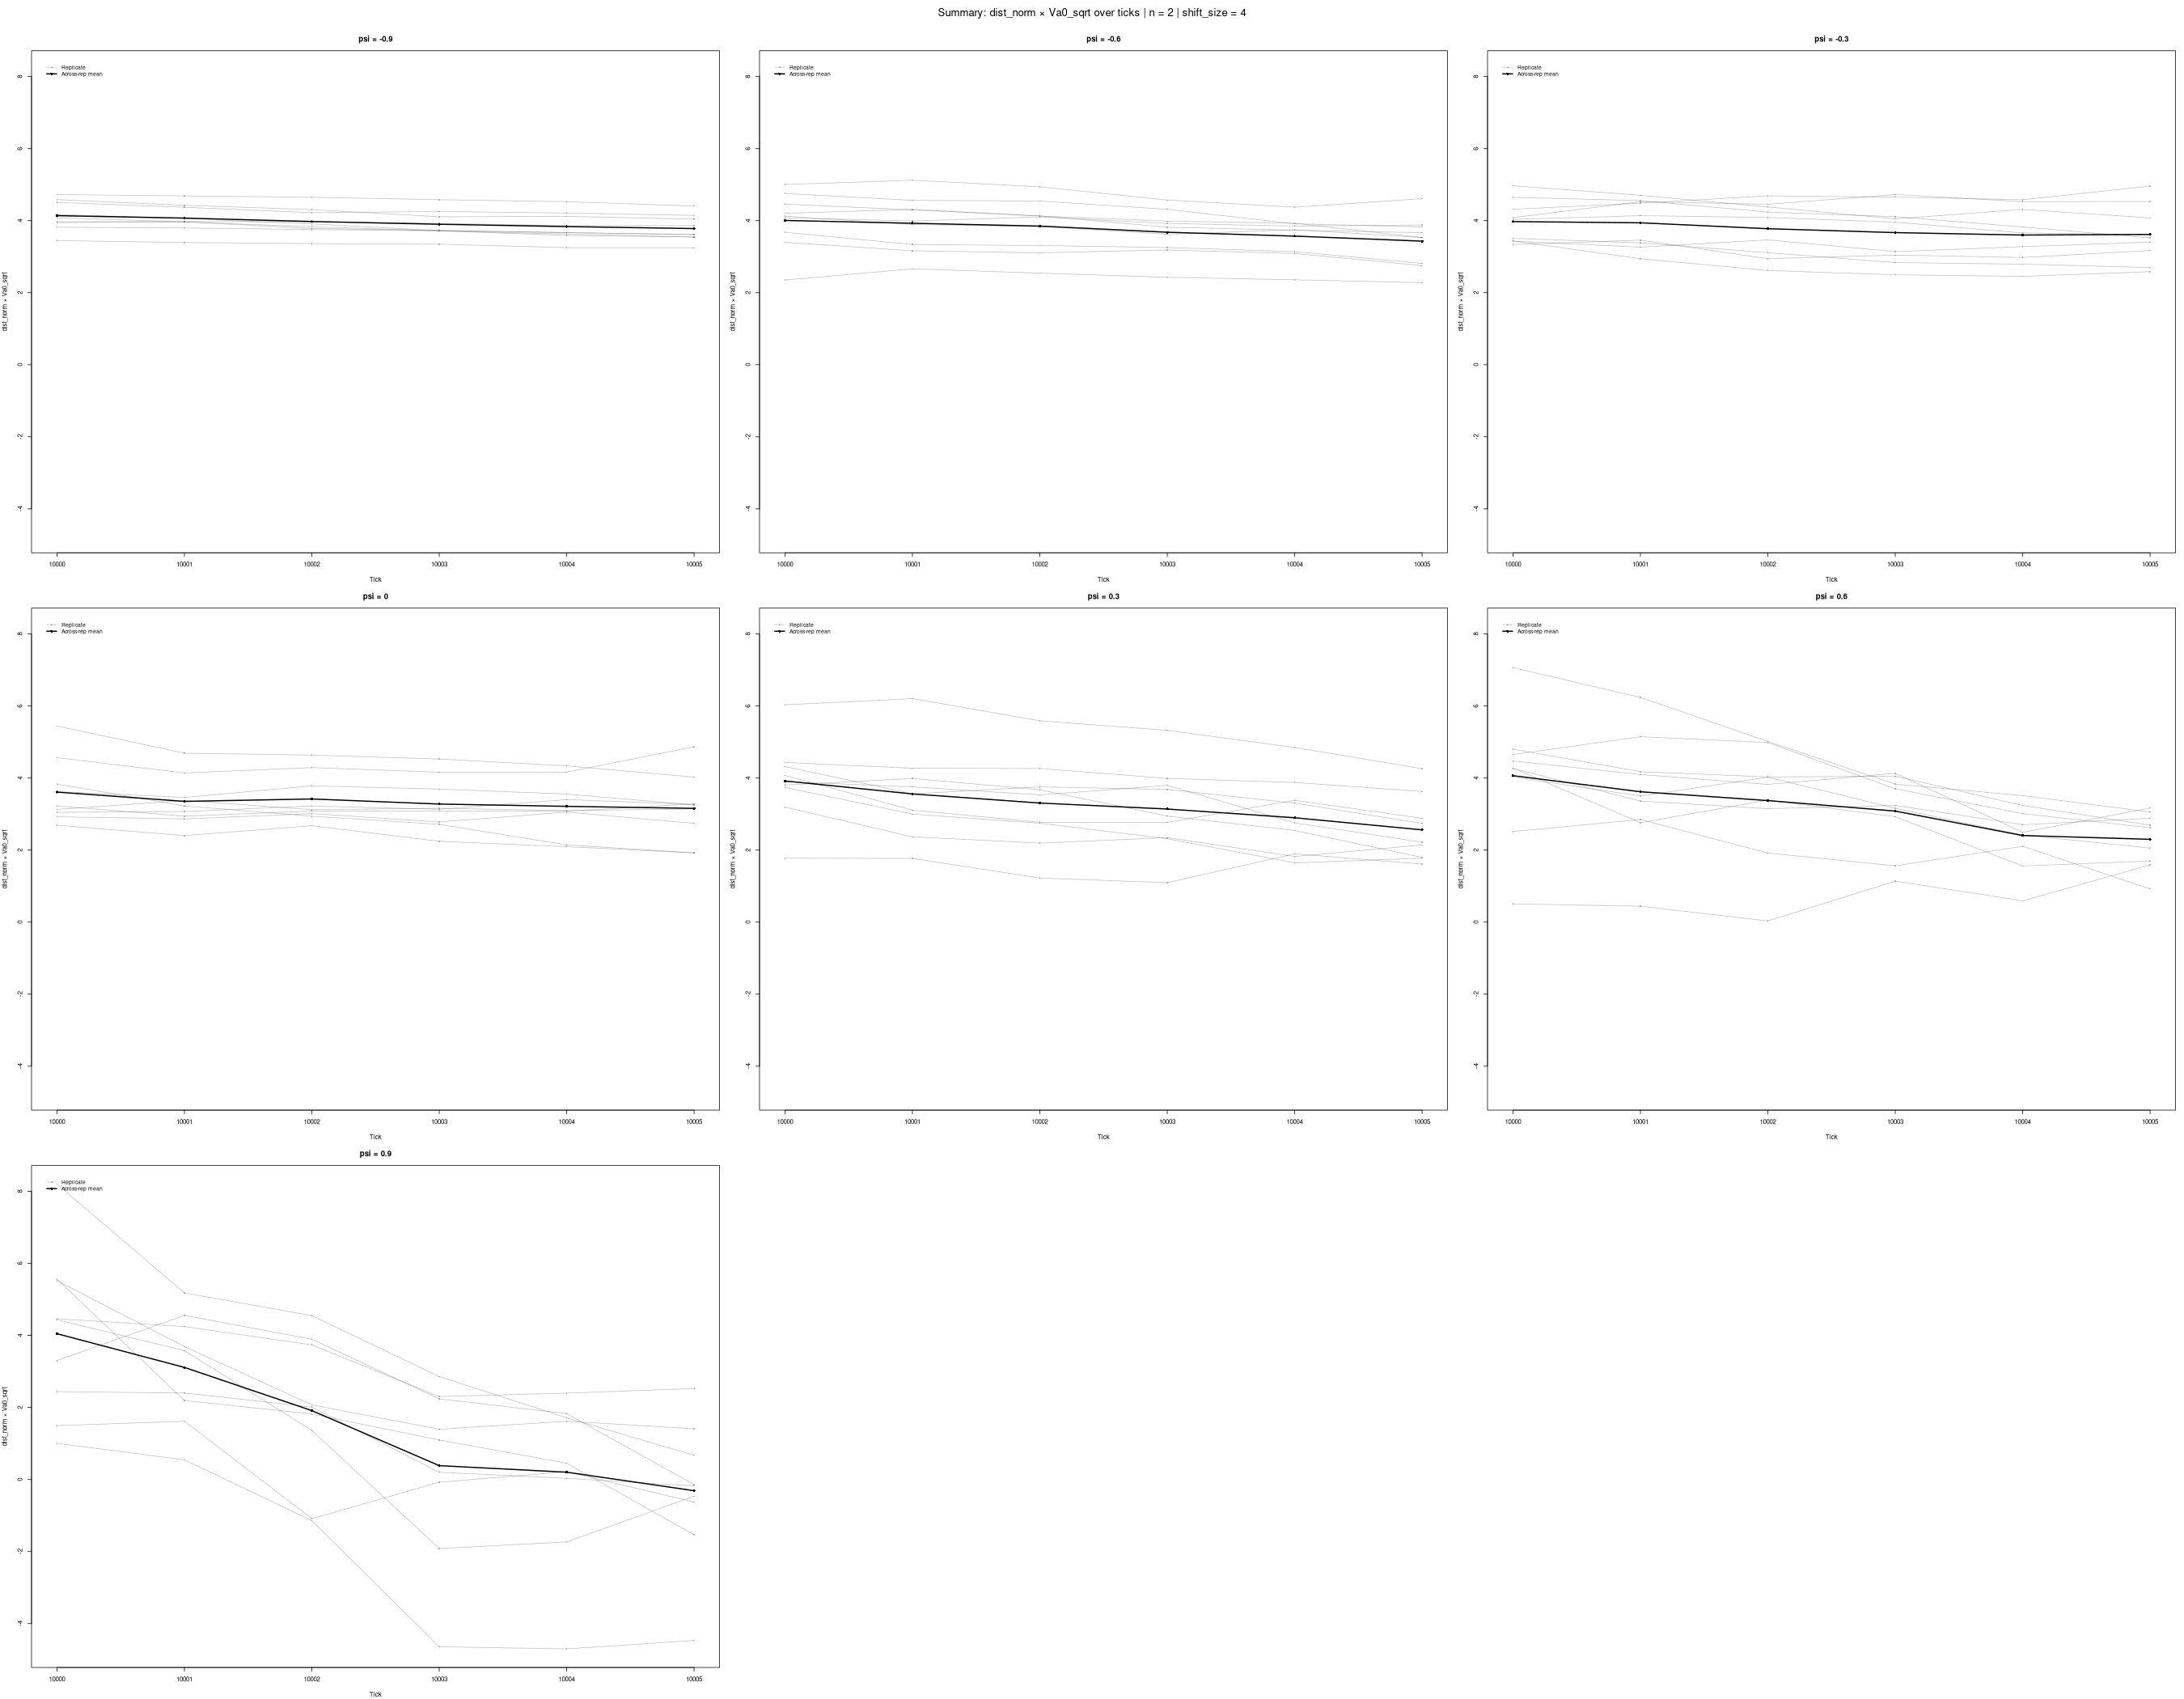 Summary: dist_norm × Va0_sqrt over ticks | n = 2 | shift_size = 4
psi = -0.9
Replicate
Across-rep mean
8
6
4
2
0
-2
-4
dist_norm × Va0_sqrt
10000 10001 10002 10003 10004 10005
Tick
psi = -0.6
Replicate
Across-rep mean
8
6
4
2
0
-2
-4
dist_norm × Va0_sqrt
10000 10001 10002 10003 10004 10005
Tick
psi = -0.3
Replicate
Across-rep mean
8
6
4
2
0
-2
-4
dist_norm × Va0_sqrt
10000 10001 10002 10003 10004 10005
Tick
psi = 0
Replicate
Across-rep mean
8
6
4
2
0
-2
-4
dist_norm × Va0_sqrt
10000 10001 10002 10003 10004 10005
Tick
psi = 0.3
Replicate
Across-rep mean
8
6
4
2
0
-2
-4
dist_norm × Va0_sqrt
10000 10001 10002 10003 10004 10005
Tick
psi = 0.6
Replicate
Across-rep mean
8
6
4
2
0
-2
-4
dist_norm × Va0_sqrt
10000 10001 10002 10003 10004 10005
Tick
psi = 0.9
Replicate
Across-rep mean
8
6
4
2
0
-2
-4
dist_norm × Va0_sqrt
10000 10001 10002 10003 10004 10005
Tick